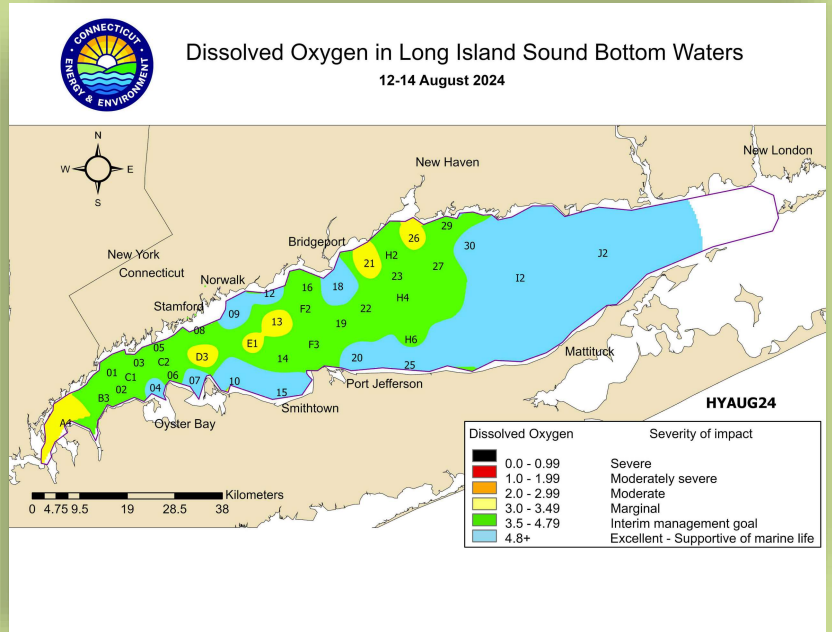 CONNECTICUT
ENERGY & ENVIRONMENT
Dissolved Oxygen in Long Island Sound Bottom Waters
12-14 August 2024
N
W E
S
New London
New Haven
29
26
30
H2
J2
Bridgeport
21
27
New York
Connecticut
23
I2
Norwalk
16
18
12
H4
Stamford
09
F2
22
13
19
08
E1
H6
05
F3
D3
14
20
03
C2
25
Mattituck
01
C1
06
07
10
Port Jefferson
02
04
15
B3
Smithtown
HYAUG24
A4
Oyster Bay
Kilometers
0 4.75 9.5 19 28.5 38
Dissolved Oxygen Severity of impact
0.0 - 0.99 Severe
1.0 - 1.99 Moderately severe
2.0 - 2.99 Moderate
3.0 - 3.49 Marginal
3.5 - 4.79 Interim management goal
4.8+ Excellent - Supportive of marine life